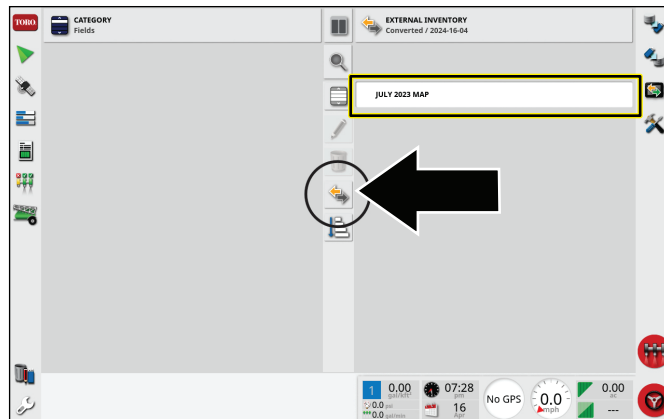 TORO.
CATEGORY
Fields
EXTERNAL INVENTORY
Converted / 2024-16-04
JULY 2023 MAP
1
0.00
gal/kft²
0.0 psi
0.0 gal/min
07:28
pm
16
Apr
No GPS
0.0
mph
0.00
ac
---